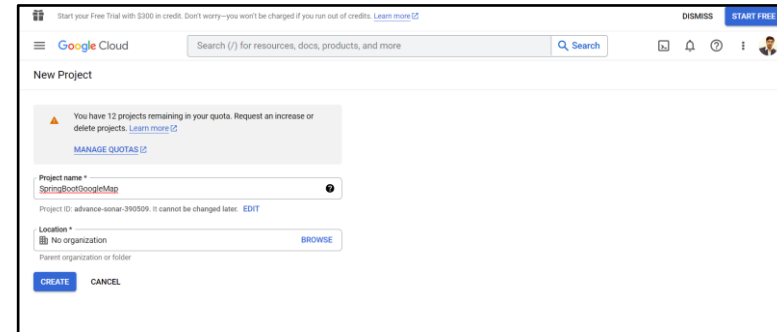 Start your Free Trial with $300 in credit. Don't worry—you won't be charged if you run out of credits. Learn more
DISMISS
START FREE
Google Cloud
Search (/) for resources, docs, products, and more
Search
New Project
You have 12 projects remaining in your quota. Request an increase or
delete projects. Learn more
MANAGE QUOTAS
Project name *
SpringBootGoogleMap
Project ID: advance-sonar-390509. It cannot be changed later. EDIT
Location *
No organization
BROWSE
Parent organization or folder
CREATE CANCEL